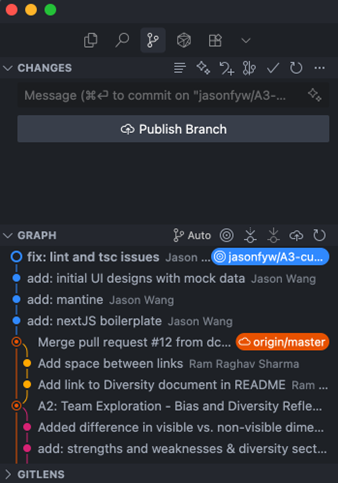 CHANGES
Message (⌘⏎ to commit on "jasonfyw/A3-...
Publish Branch
GRAPH
Auto
fix: lint and tsc issues Jason ... jasonfyw/A3-cu...
add: initial UI designs with mock data Jason Wang
add: mantine Jason Wang
add: nextJS boilerplate Jason Wang
Merge pull request #12 from dc... origin/master
Add space between links Ram Raghav Sharma
Add link to Diversity document in README Ram ...
A2: Team Exploration - Bias and Diversity Refle...
Added difference in visible vs. non-visible dime...
add: strengths and weaknesses & diversity sect...
GITLENS